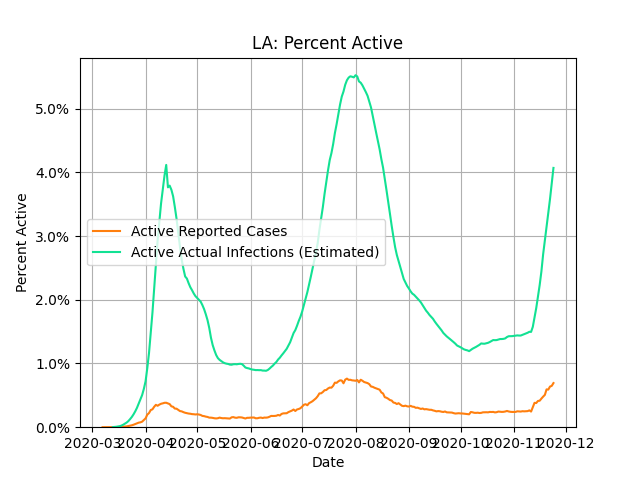 LA: Percent Active
Percent Active
5.0%
4.0%
3.0%
2.0%
1.0%
0.0%
Active Reported Cases
Active Actual Infections (Estimated)
2020-03 2020-04 2020-05 2020-06 2020-07 2020-08 2020-09 2020-10 2020-11 2020-12
Date